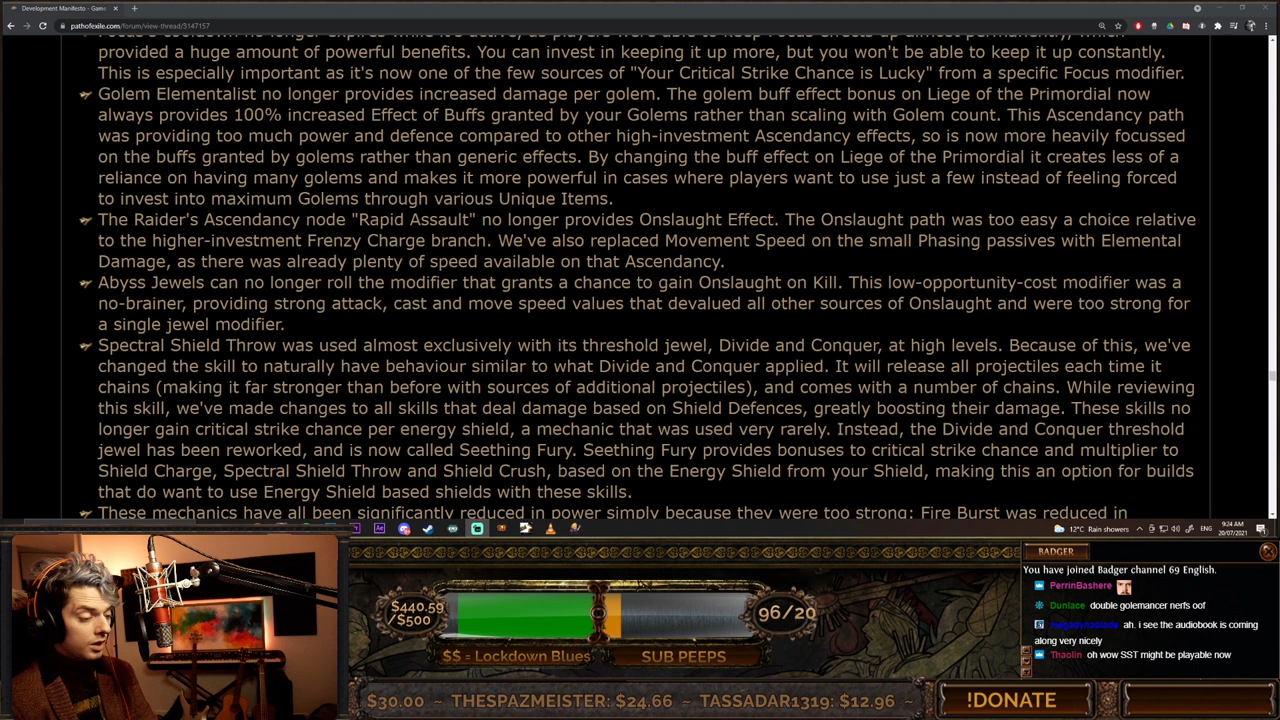 Development Manifesto - Game
pathofexile.com/forum/view-thread/3147157
provided a huge amount of powerful benefits. You can invest in keeping it up more, but you won't be able to keep it up constantly.
This is especially important as it's now one of the few sources of "Your Critical Strike Chance is Lucky" from a specific Focus modifier.
Golem Elementalist no longer provides increased damage per golem. The golem buff effect bonus on Liege of the Primordial now
always provides 100% increased Effect of Buffs granted by your Golems rather than scaling with Golem count. This Ascendancy path
was providing too much power and defence compared to other high-investment Ascendancy effects, so is now more heavily focussed
on the buffs granted by golems rather than generic effects. By changing the buff effect on Liege of the Primordial it creates less of a
reliance on having many golems and makes it more powerful in cases where players want to use just a few instead of feeling forced
to invest into maximum Golems through various Unique Items.
The Raider's Ascendancy node "Rapid Assault" no longer provides Onslaught Effect. The Onslaught path was too easy a choice relative
to the higher-investment Frenzy Charge branch. We've also replaced Movement Speed on the small Phasing passives with Elemental
Damage, as there was already plenty of speed available on that Ascendancy.
Abyss Jewels can no longer roll the modifier that grants a chance to gain Onslaught on Kill. This low-opportunity-cost modifier was a
no-brainer, providing strong attack, cast and move speed values that devalued all other sources of Onslaught and were too strong for
a single jewel modifier.
Spectral Shield Throw was used almost exclusively with its threshold jewel, Divide and Conquer, at high levels. Because of this, we've
changed the skill to naturally have behaviour similar to what Divide and Conquer applied. It will release all projectiles each time it
chains (making it far stronger than before with sources of additional projectiles), and comes with a number of chains. While reviewing
this skill, we've made changes to all skills that deal damage based on Shield Defences, greatly boosting their damage. These skills no
longer gain critical strike chance per energy shield, a mechanic that was used very rarely. Instead, the Divide and Conquer threshold
jewel has been reworked, and is now called Seething Fury. Seething Fury provides bonuses to critical strike chance and multiplier to
Shield Charge, Spectral Shield Throw and Shield Crush, based on the Energy Shield from your Shield, making this an option for builds
that do want to use Energy Shield based shields with these skills.
These mechanics have all been significantly reduced in power simply because they were too strong: Fire Burst was reduced in
12°C Rain showers ENG 9:24 AM
20/07/2021
BADGER
You have joined Badger channel 69 English.
PerrinBashere
Dunlace double golemancer nerfs oof
ah. i see the audiobook is coming
along very nicely
Thaolin oh wow SST might be playable now
$440.59
/$500
96/20
$$ = Lockdown Blues
SUB PEEPS
$30.00 ~ THESPAZMEISTER: $24.66 ~ TASSADAR1319: $12.96 ~
!DONATE